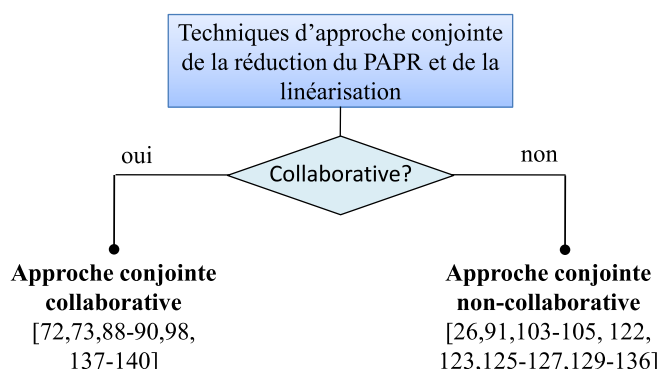 Techniques d’approche conjointe
de la réduction du PAPR et de la
linéarisation
Collaborative?
oui
non
Approche conjointe
collaborative
[72,73,88-90,98,
137-140]
Approche conjointe
non-collaborative
[26,91,103-105, 122,
123,125-127,129-136]